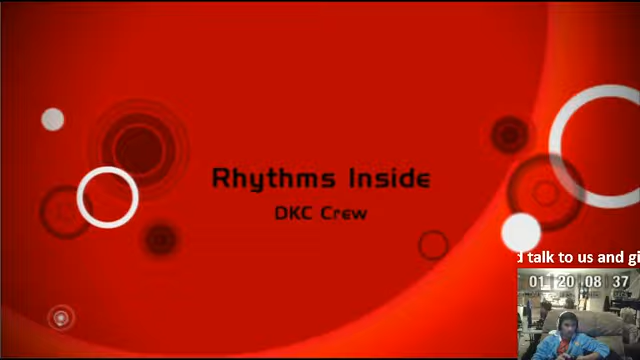 Rhythms Inside
DKC Crew
d talk to us and gi
01 20 08 37